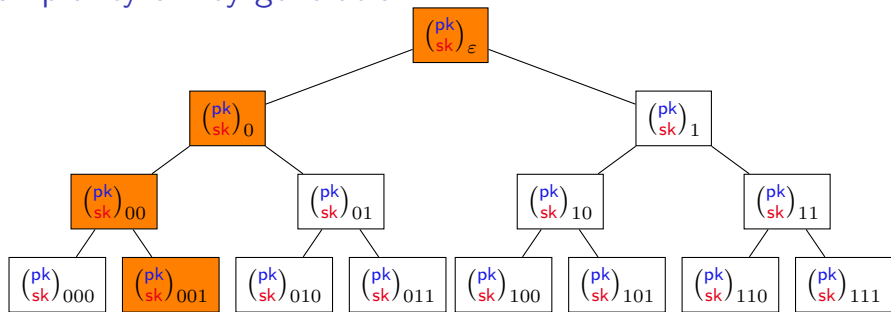 (pk sk)ε
(pk sk)0 (pk sk)1
(pk sk)00 (pk sk)01 (pk sk)10 (pk sk)11
(pk sk)000 (pk sk)001 (pk sk)010 (pk sk)011 (pk sk)100 (pk sk)101 (pk sk)110 (pk sk)111